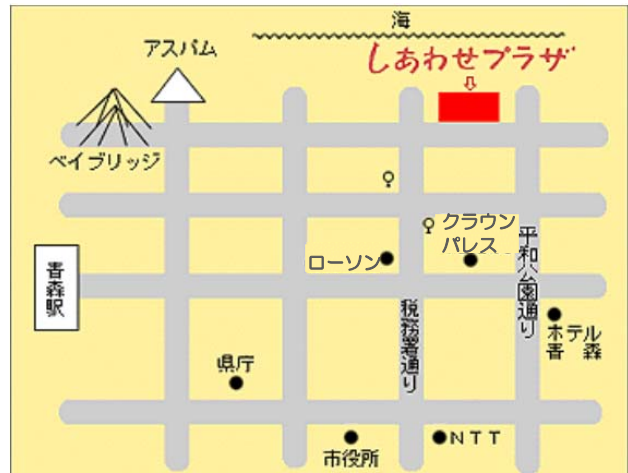 海
アスパム
しあわせプラザ
ベイブリッジ
クラウン
パレス
ローソン
平和公園通り
青森駅
税務署通り
ホテル
青森
県庁
市役所
NTT